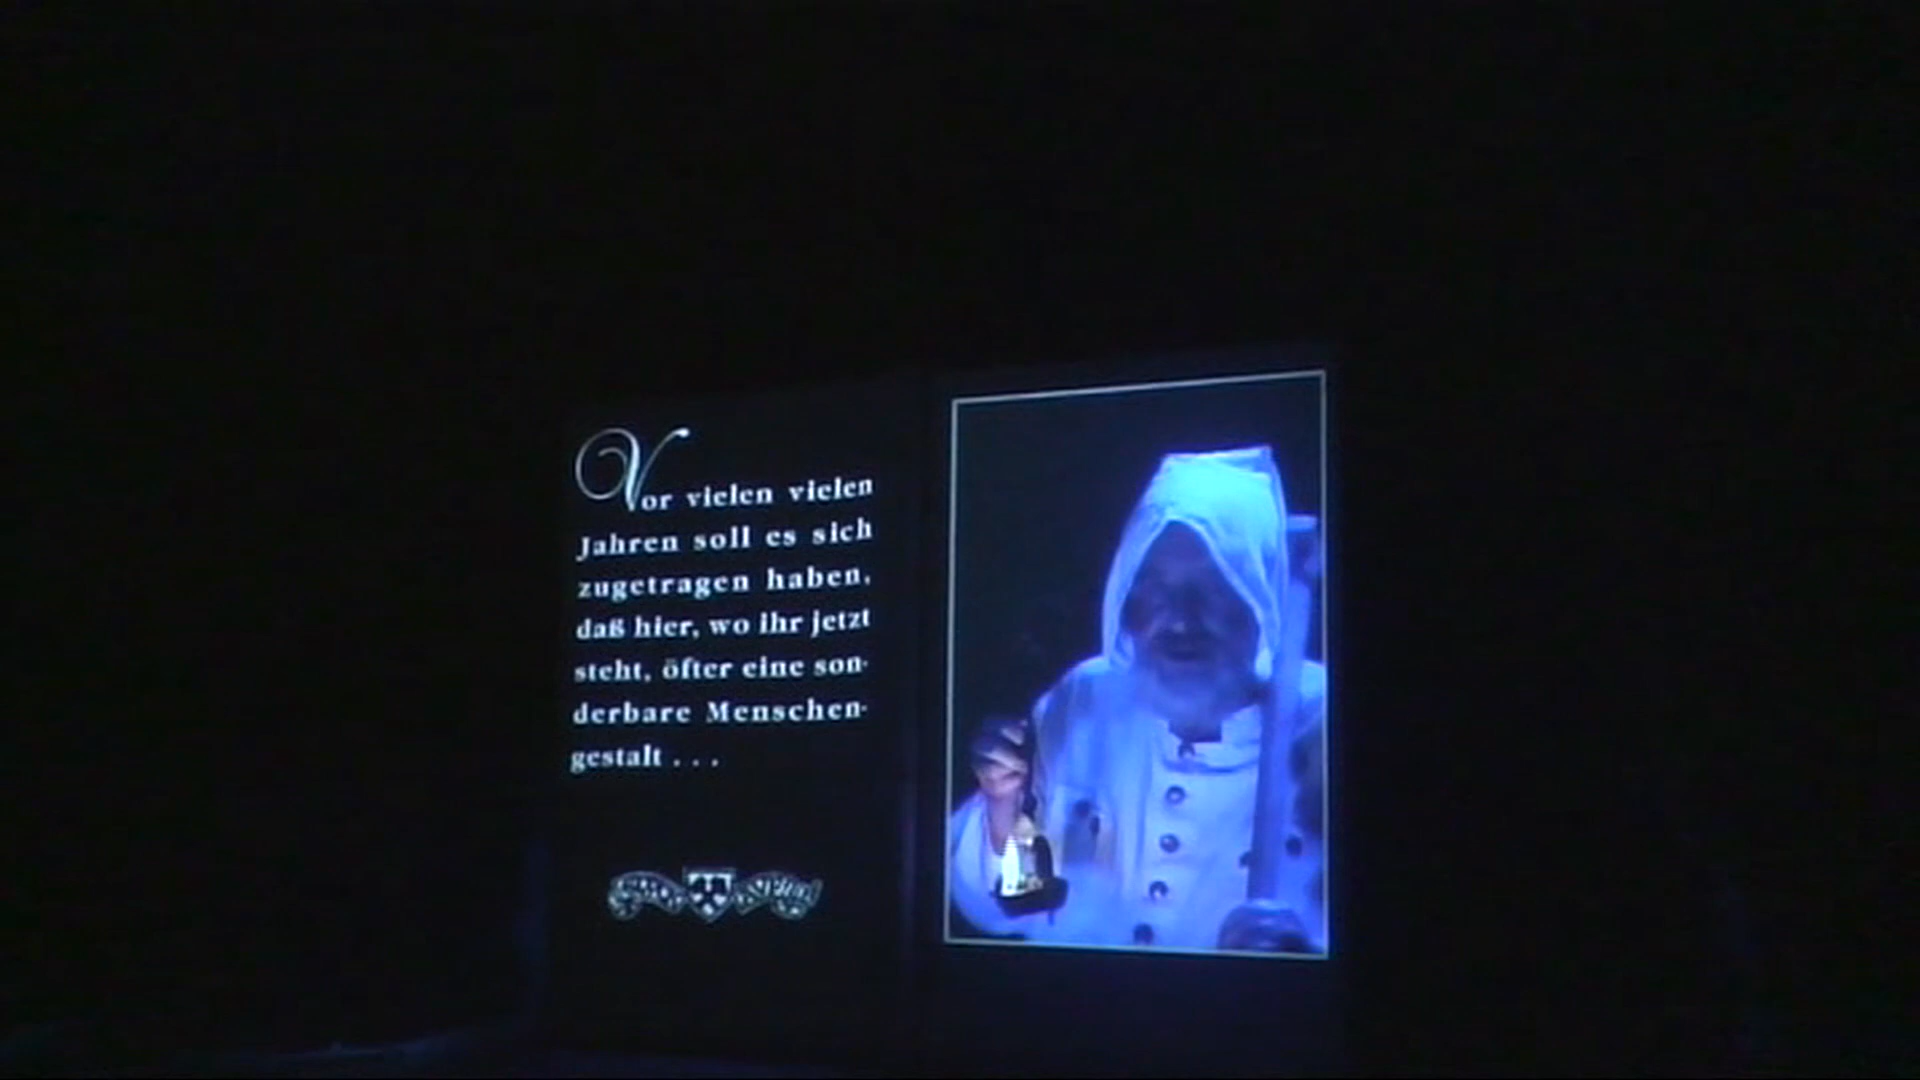 Vor vielen vielen
Jahren soll es sich
zugetragen haben,
daß hier, wo ihr jetzt
steht, öfter eine son-
derbare Menschen-
gestalt . . .